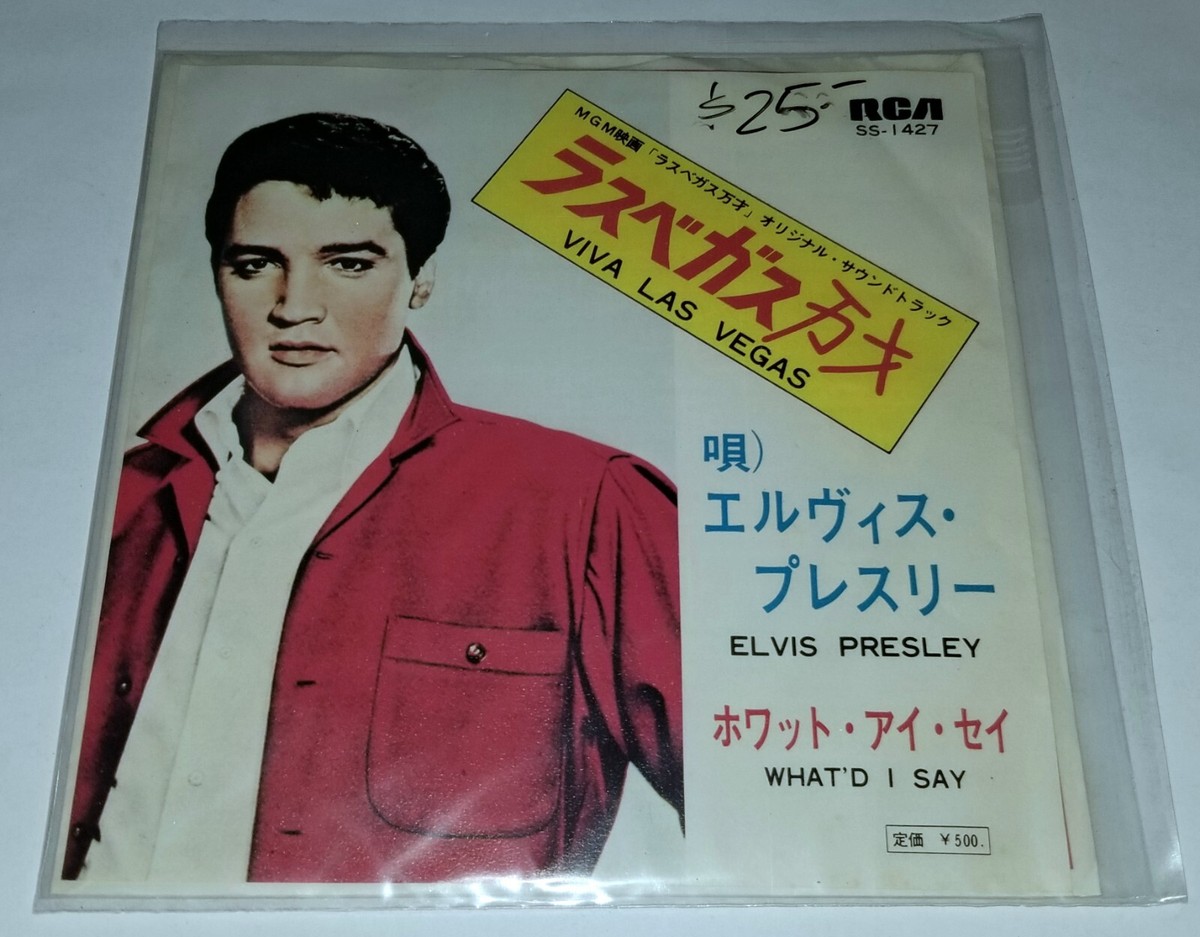 25-
RCA
SS-1427
MGM映画「ラスベガス万才」オリジナル・サウンドトラック
ラスベガス万才
VIVA LAS VEGAS
唄)
エルヴィス・
プレスリー
ELVIS PRESLEY
ホワット・アイ・セイ
WHAT'D I SAY
定価 ¥500.